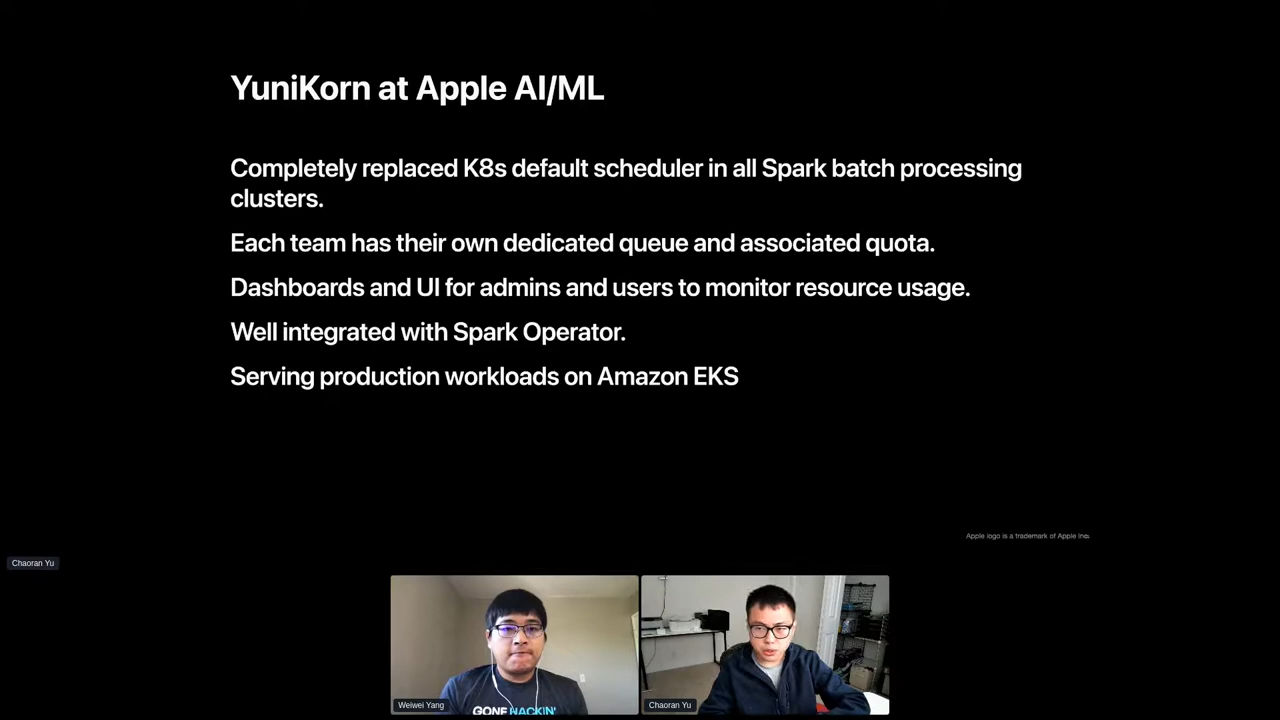 YuniKorn at Apple AI/ML
Completely replaced K8s default scheduler in all Spark batch processing
clusters.
Each team has their own dedicated queue and associated quota.
Dashboards and UI for admins and users to monitor resource usage.
Well integrated with Spark Operator.
Serving production workloads on Amazon EKS
Apple logo is a trademark of Apple Inc.
Chaoran Yu
GONE HACKIN'
Weiwei Yang
Chaoran Yu